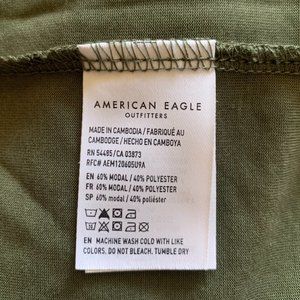 AMERICAN EAGLE
OUTFITTERS
MADE IN CAMBODIA / FABRIQUÉ AU
CAMBODGE / HECHO EN CAMBOYA
RN 54485/CA 03873
RFC# AEM120605U9A
EN 60% MODAL / 40% POLYESTER
FR 60% MODAL / 40% POLYESTER
SP 60% modal / 40% poliéster
EN MACHINE WASH COLD WITH LIKE
COLORS. DO NOT BLEACH. TUMBLE DRY